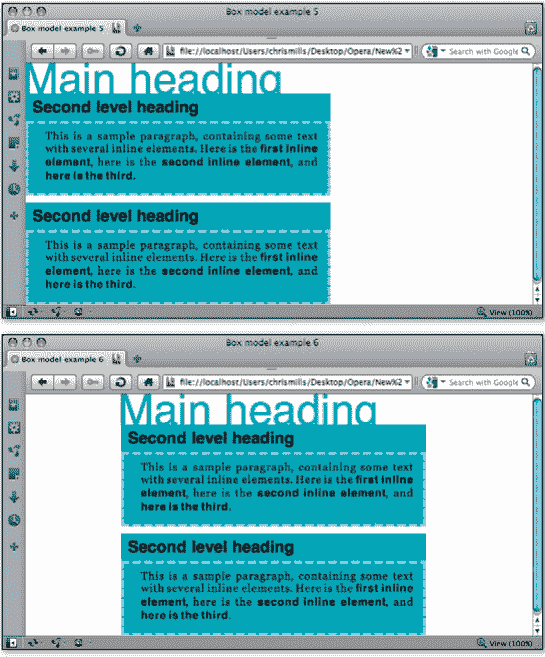 Box model example 5
Box model example 5
file://localhost/Users/chrismills/Desktop/Opera/New%2
Search with Google
Main heading
Second level heading
This is a sample paragraph, containing some text
with several inline elements. Here is the first inline
element, here is the second inline element, and
here is the third.
Second level heading
This is a sample paragraph, containing some text
with several inline elements. Here is the first inline
element, here is the second inline element, and
here is the third.
View (100%)
Box model example 6
Box model example 6
file://localhost/Users/chrismills/Desktop/Opera/New%2
Search with Google
Main heading
Second level heading
This is a sample paragraph, containing some text
with several inline elements. Here is the first inline
element, here is the second inline element, and
here is the third.
Second level heading
This is a sample paragraph, containing some text
with several inline elements. Here is the first inline
element, here is the second inline element, and
here is the third.
View (100%)